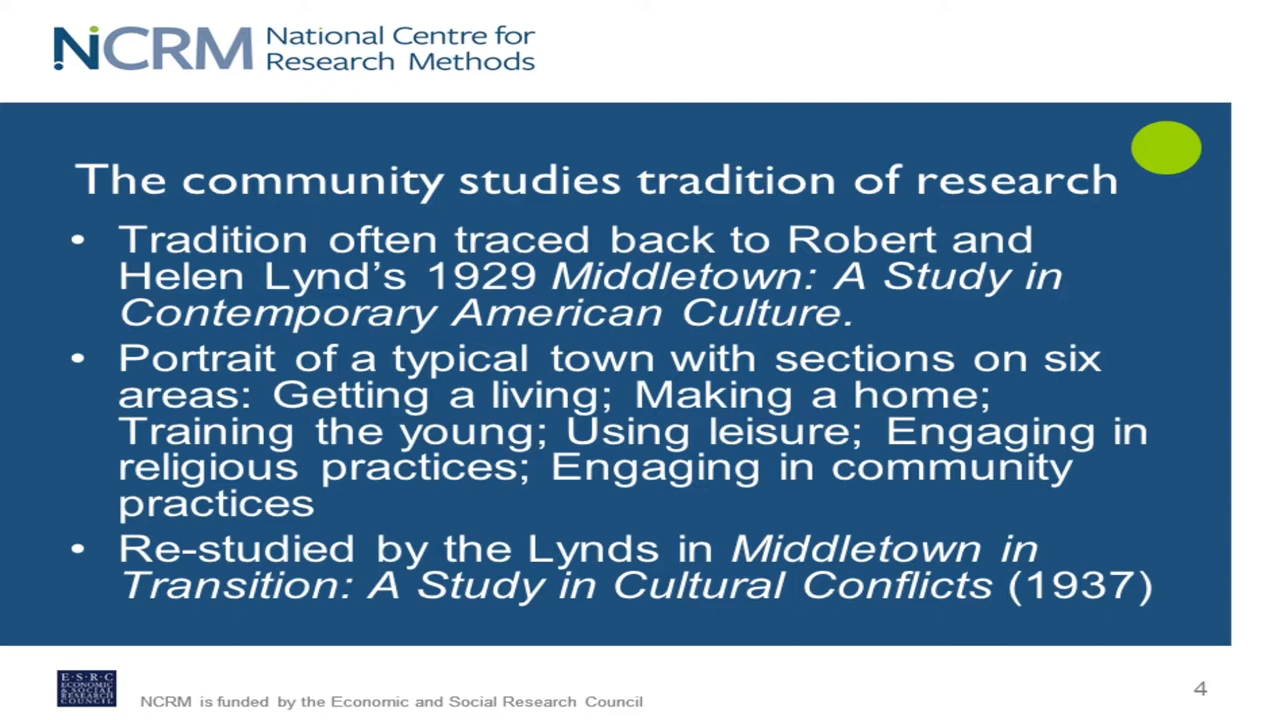 NCRM National Centre for
Research Methods
The community studies tradition of research
• Tradition often traced back to Robert and
Helen Lynd’s 1929 Middletown: A Study in
Contemporary American Culture.
• Portrait of a typical town with sections on six
areas: Getting a living; Making a home;
Training the young; Using leisure; Engaging in
religious practices; Engaging in community
practices
• Re-studied by the Lynds in Middletown in
Transition: A Study in Cultural Conflicts (1937)
E·S·R·C
ECONOMIC
& SOCIAL
RESEARCH
COUNCIL
NCRM is funded by the Economic and Social Research Council
4